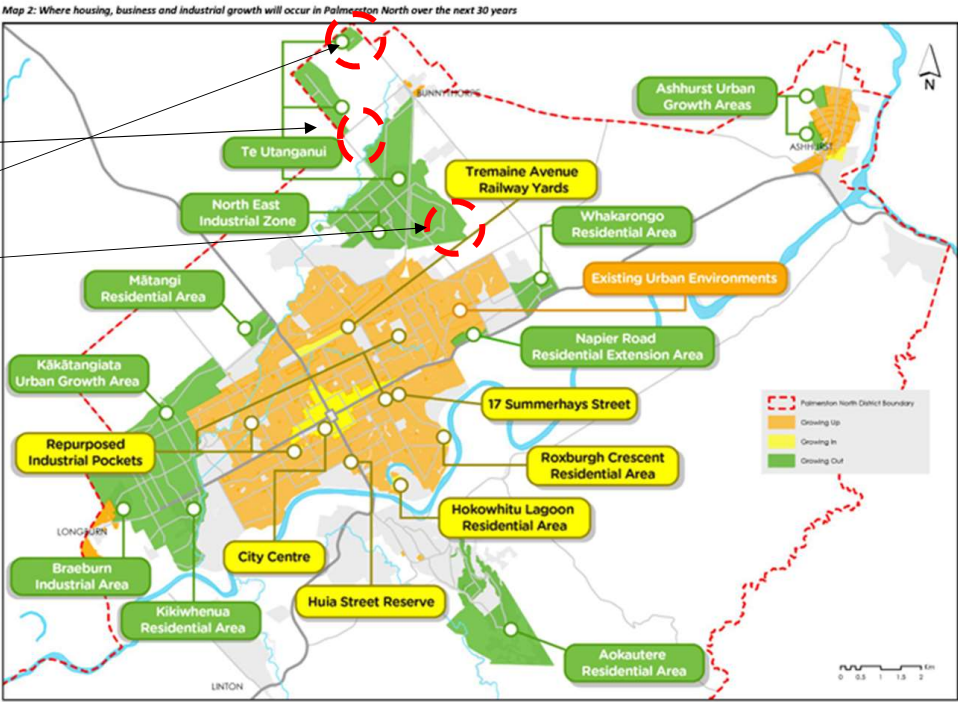 Map 2: Where housing, business and industrial growth will occur in Palmerston North over the next 30 years
N
BUNNYTHORPE
Ashhurst Urban
Growth Areas
ASHHURST
Te Utanganui
Tremaine Avenue
Railway Yards
North East
Industrial Zone
Whakarongo
Residential Area
Existing Urban Environments
Mātangi
Residential Area
Napier Road
Residential Extension Area
Kākātangiata
Urban Growth Area
17 Summerhays Street
Palmerston North District Boundary
Growing Up
Growing In
Growing Out
Repurposed
Industrial Pockets
Roxburgh Crescent
Residential Area
Hokowhitu Lagoon
Residential Area
LONGBURN
City Centre
Braeburn
Industrial Area
Huia Street Reserve
Kikiwhenua
Residential Area
Aokautere
Residential Area
LINTON
Km
0 0.5 1 1.5 2